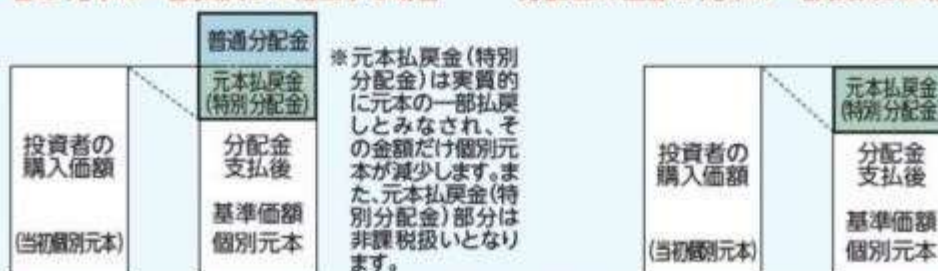 普通分配金
元本払戻金
(特別分配金)
投資者の
購入価額
(当初個別元本)
分配金
支払後
基準価額
個別元本
※元本払戻金(特別
分配金)は実質的
に元本の一部払戻
しとみなされ、そ
の金額だけ個別元
本が減少します。ま
た、元本払戻金(特
別分配金)部分は
非課税扱いとなり
ます。
投資者の
購入価額
(当初個別元本)
元本払戻金
(特別分配金
分配金
支払後
基準価額
個別元本